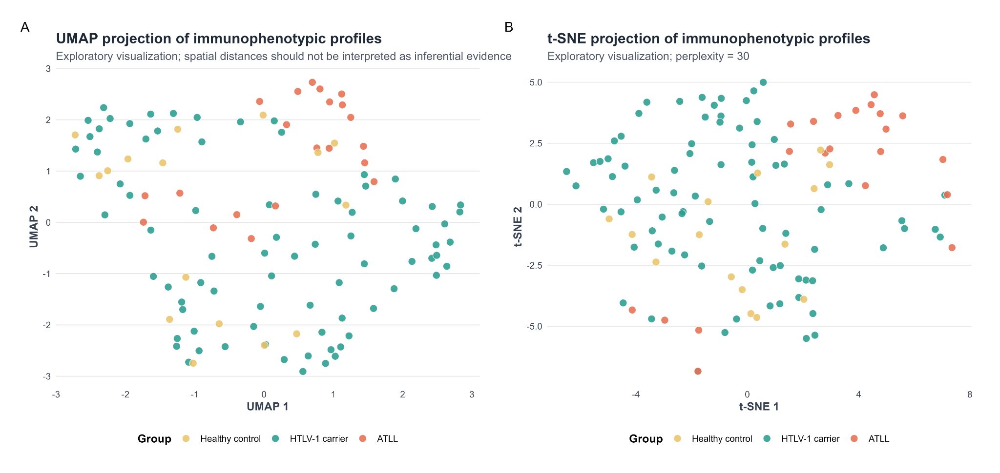 A
UMAP projection of immunophenotypic profiles
Exploratory visualization; spatial distances should not be interpreted as inferential evidence
3
2
1
0
-1
-2
-3
UMAP 2
-3 -2 -1 0 1 2 3
UMAP 1
Group Healthy control HTLV-1 carrier ATLL
B
t-SNE projection of immunophenotypic profiles
Exploratory visualization; perplexity = 30
5.0
2.5
0.0
-2.5
-5.0
t-SNE 2
-4 0 4 8
t-SNE 1
Group Healthy control HTLV-1 carrier ATLL